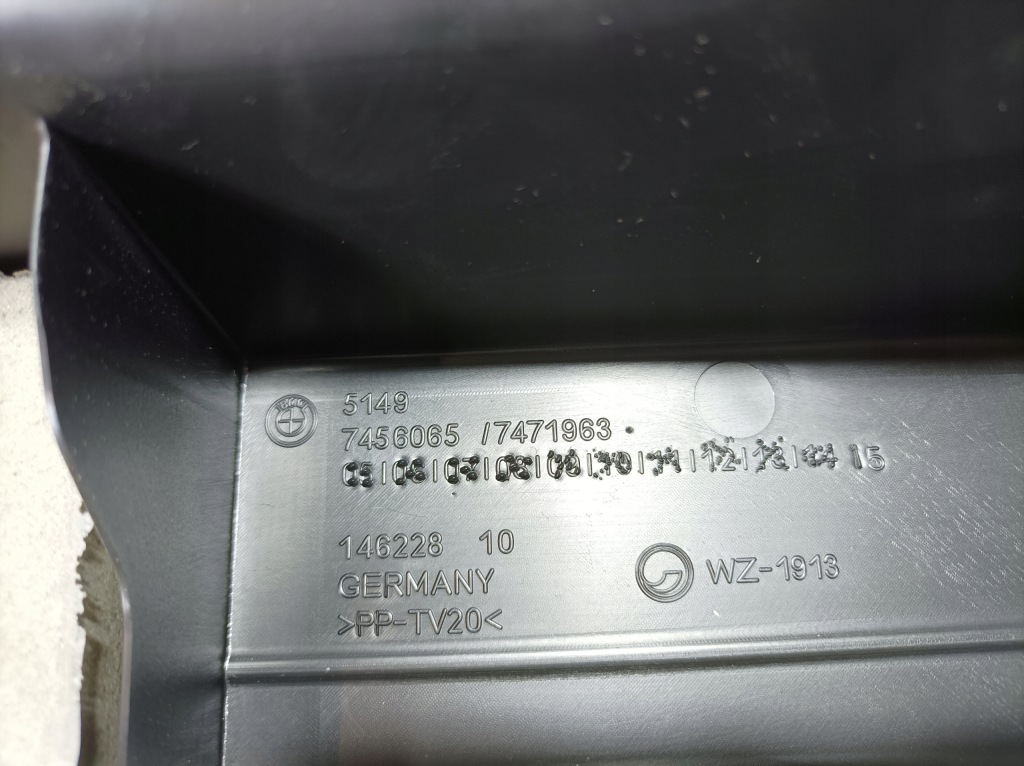 BMW
5149
7456065 /7471963
05|06|07|08|09|10|11|12|13|14 15
146228 10
GERMANY
>PP-TV20<
WZ-1913